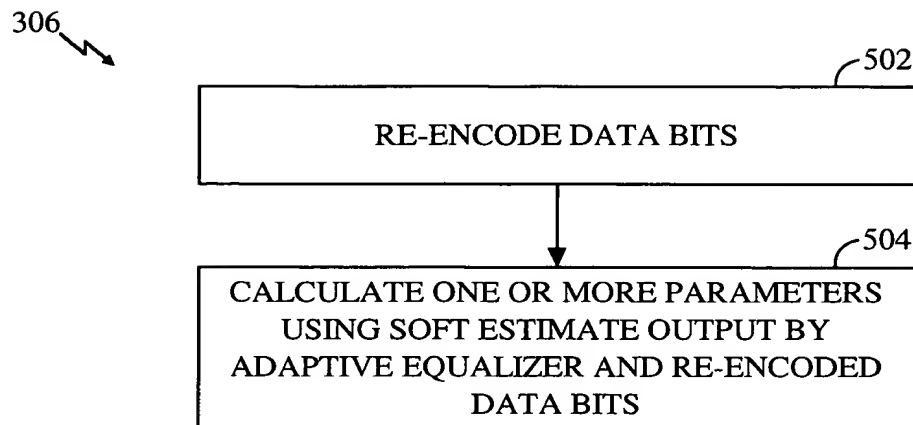 306
502
RE-ENCODE DATA BITS
504
CALCULATE ONE OR MORE PARAMETERS
USING SOFT ESTIMATE OUTPUT BY
ADAPTIVE EQUALIZER AND RE-ENCODED
DATA BITS